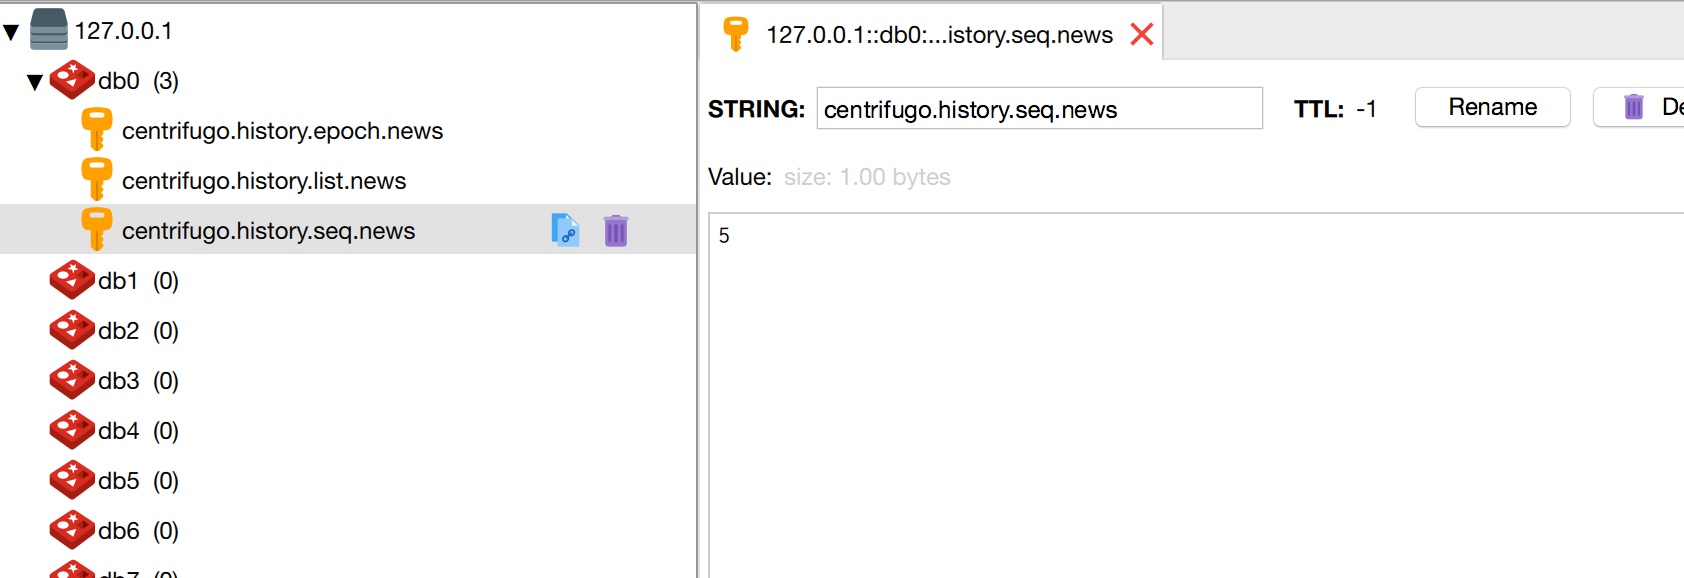 127.0.0.1
db0 (3)
centrifugo.history.epoch.news
centrifugo.history.list.news
centrifugo.history.seq.news
db1 (0)
db2 (0)
db3 (0)
db4 (0)
db5 (0)
db6 (0)
db7 (0)
127.0.0.1::db0:...istory.seq.news
STRING: centrifugo.history.seq.news TTL: -1 Rename De
Value: size: 1.00 bytes
5